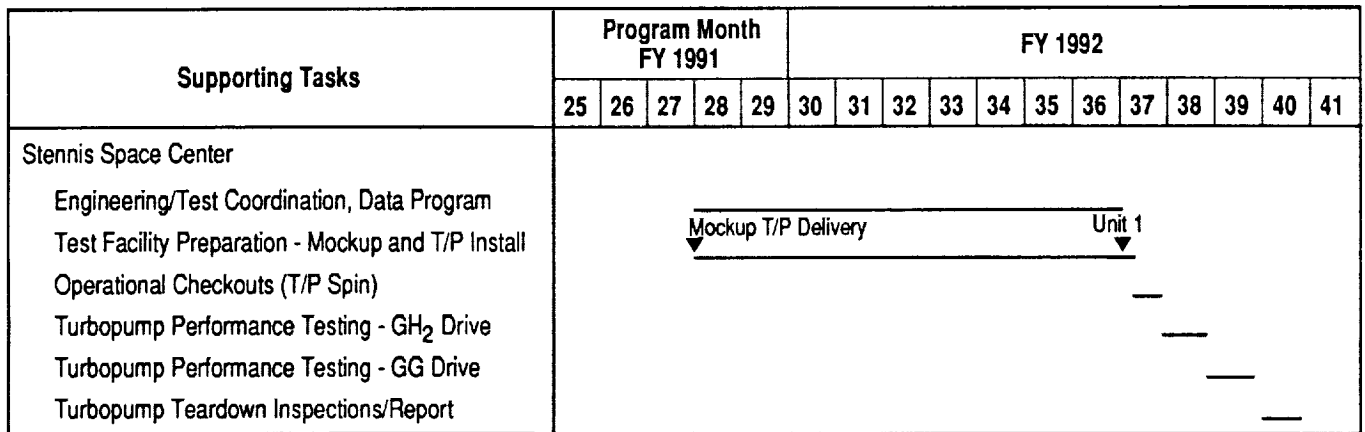 Supporting Tasks
Program Month
FY 1991
FY 1992
25 26 27 28 29 30 31 32 33 34 35 36 37 38 39 40 41
Stennis Space Center
Engineering/Test Coordination, Data Program
Mockup T/P Delivery Unit 1
Test Facility Preparation - Mockup and T/P Install
Operational Checkouts (T/P Spin)
Turbopump Performance Testing - GH2 Drive
Turbopump Performance Testing - GG Drive
Turbopump Teardown Inspections/Report